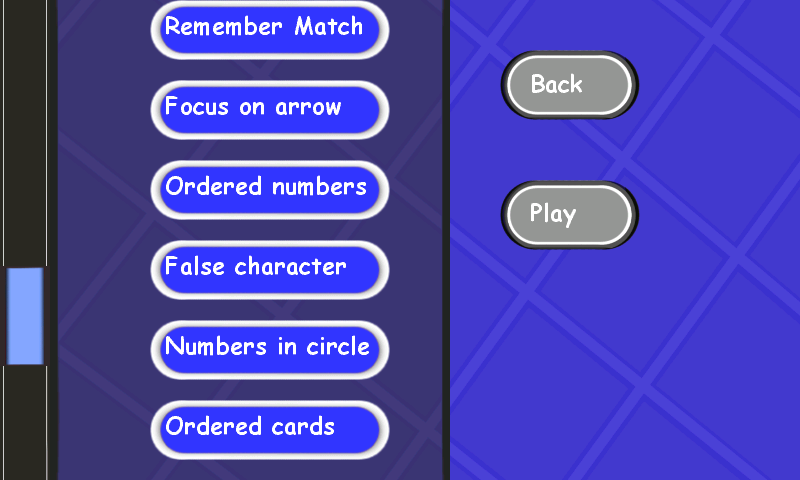 Remember Match
Focus on arrow
Ordered numbers
False character
Numbers in circle
Ordered cards
Back
Play